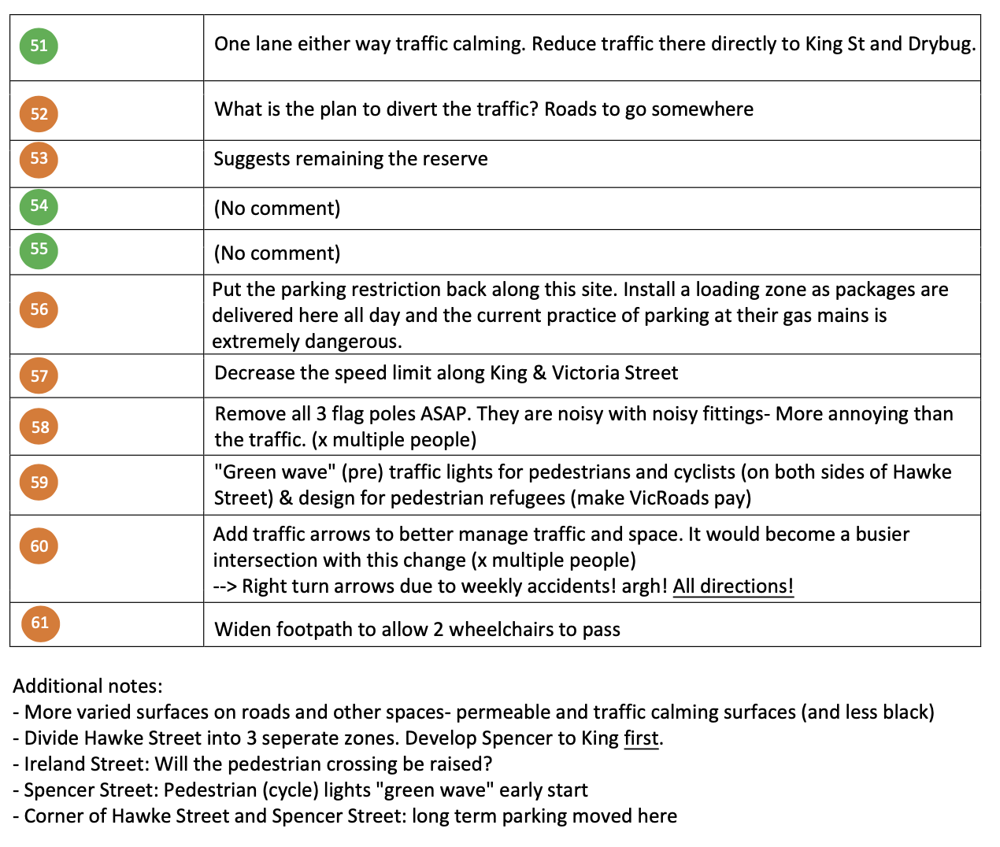 51 One lane either way traffic calming. Reduce traffic there directly to King St and Drybug.
52 What is the plan to divert the traffic? Roads to go somewhere
53 Suggests remaining the reserve
54 (No comment)
55 (No comment)
56 Put the parking restriction back along this site. Install a loading zone as packages are
delivered here all day and the current practice of parking at their gas mains is
extremely dangerous.
57 Decrease the speed limit along King & Victoria Street
58 Remove all 3 flag poles ASAP. They are noisy with noisy fittings- More annoying than
the traffic. (x multiple people)
59 "Green wave" (pre) traffic lights for pedestrians and cyclists (on both sides of Hawke
Street) & design for pedestrian refugees (make VicRoads pay)
60 Add traffic arrows to better manage traffic and space. It would become a busier
intersection with this change (x multiple people)
--> Right turn arrows due to weekly accidents! argh! All directions!
61 Widen footpath to allow 2 wheelchairs to pass
Additional notes:
- More varied surfaces on roads and other spaces- permeable and traffic calming surfaces (and less black)
- Divide Hawke Street into 3 seperate zones. Develop Spencer to King first.
- Ireland Street: Will the pedestrian crossing be raised?
- Spencer Street: Pedestrian (cycle) lights "green wave" early start
- Corner of Hawke Street and Spencer Street: long term parking moved here